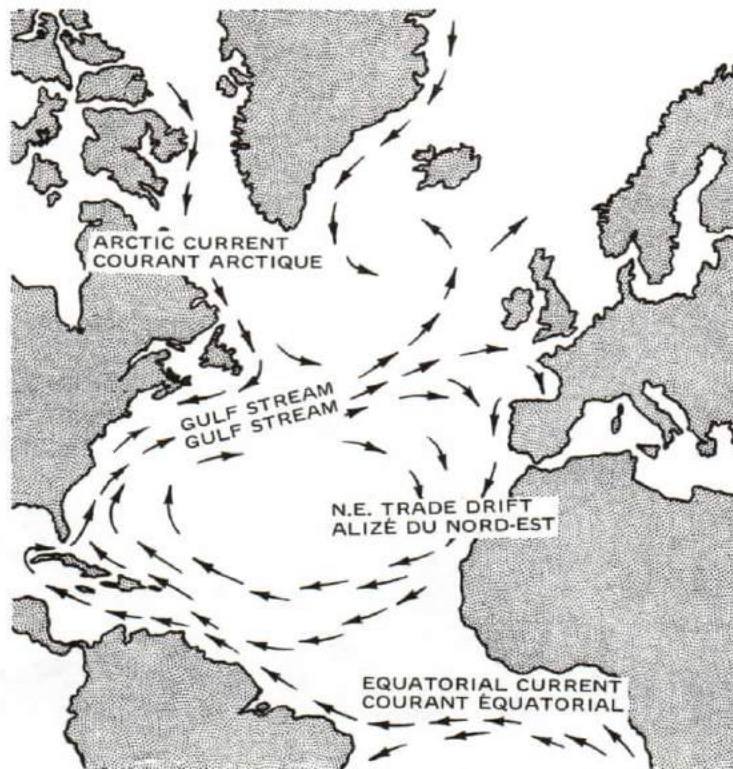 ARCTIC CURRENT
COURANT ARCTIQUE
GULF STREAM
GULF STREAM
N.E. TRADE DRIFT
ALIZÉ DU NORD-EST
EQUATORIAL CURRENT
COURANT ÉQUATORIAL